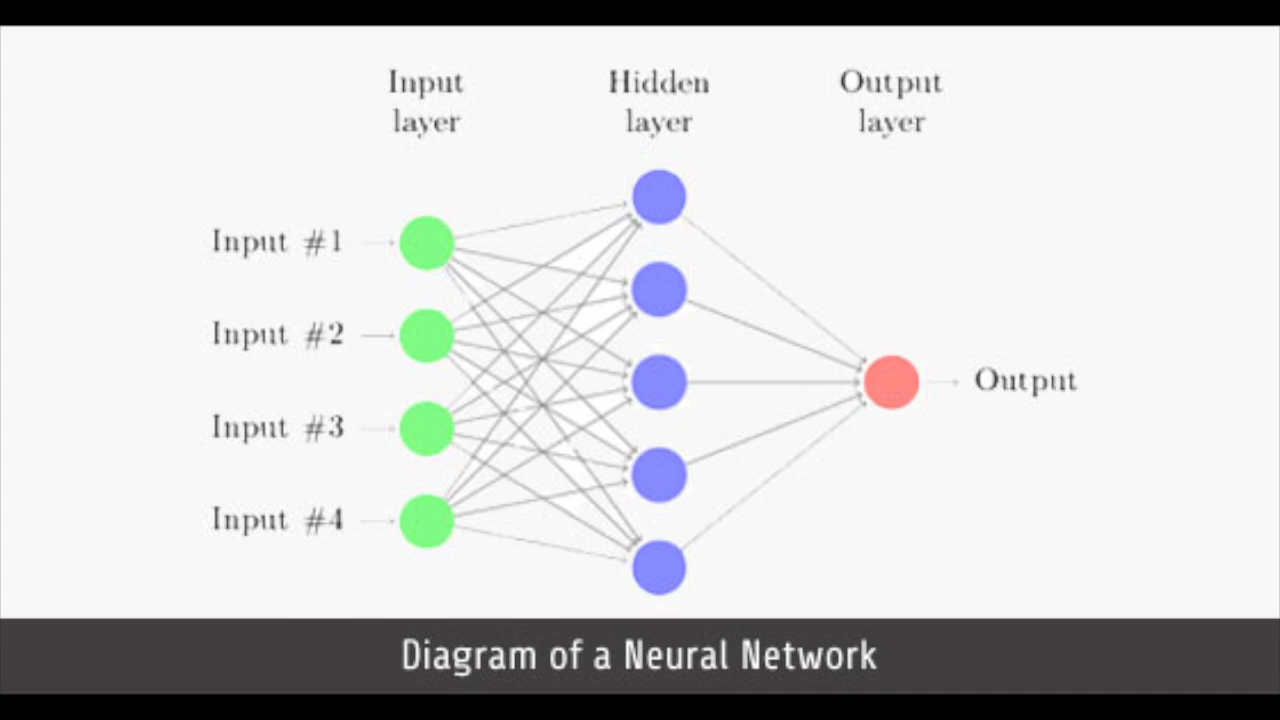 Input
layer
Hidden
layer
Output
layer
Input #1
Input #2
Input #3
Input #4
Output
Diagram of a Neural Network